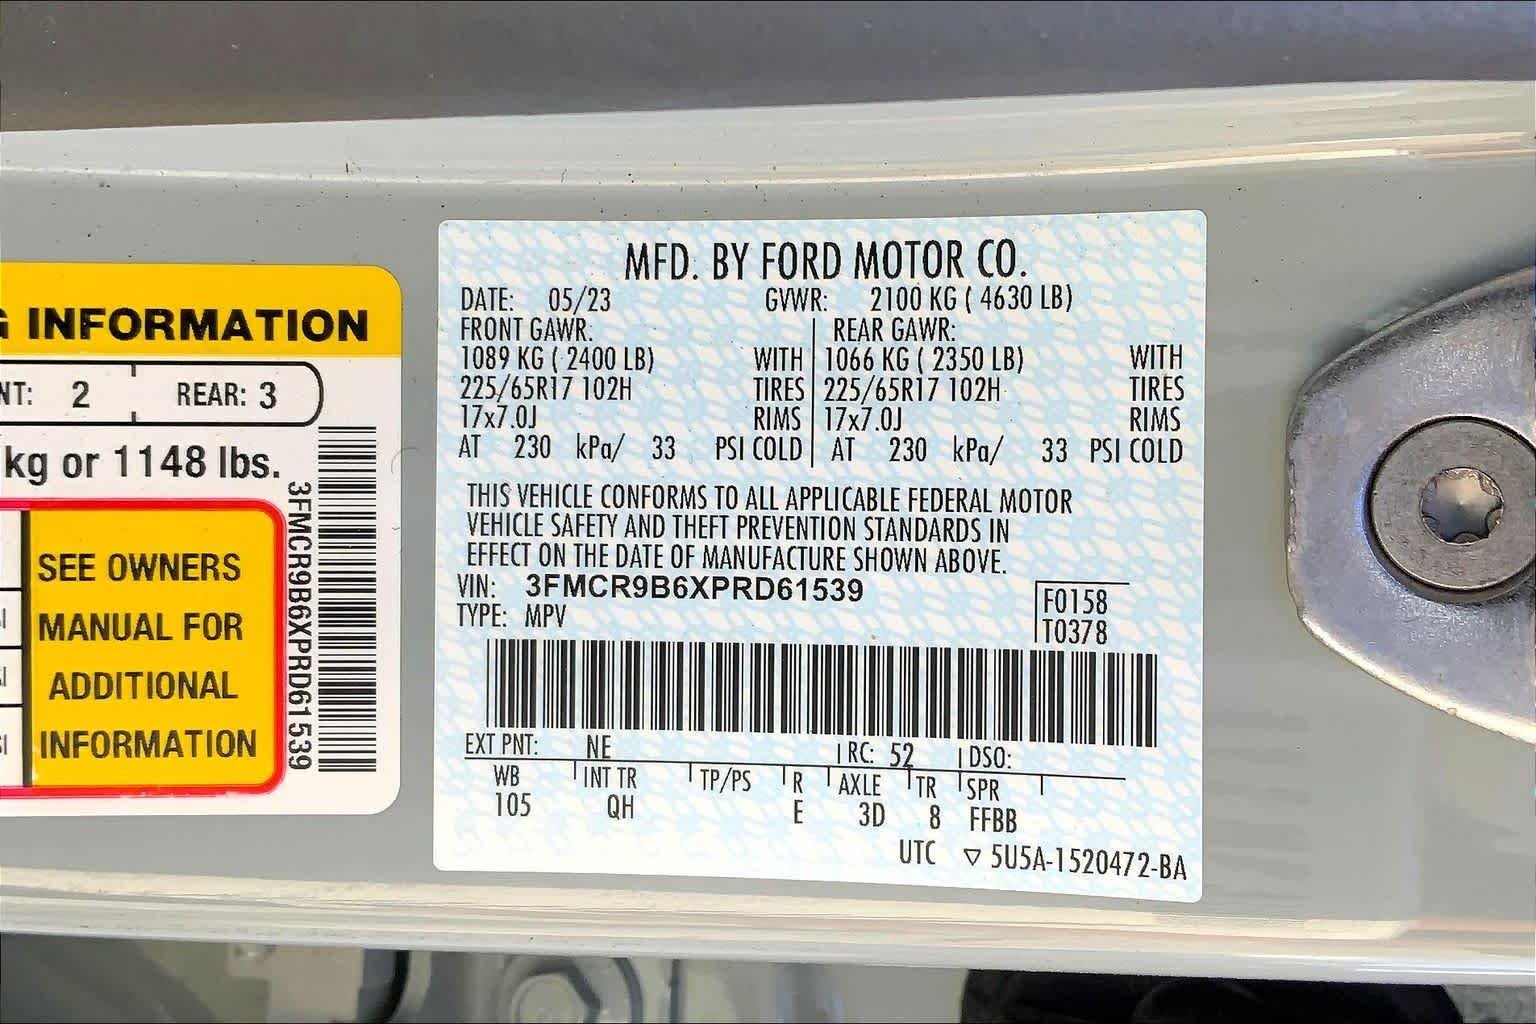 INFORMATION
NT: 2 REAR: 3
kg or 1148 lbs.
SEE OWNERS
MANUAL FOR
ADDITIONAL
INFORMATION
3FMCR9B6XPRD61539
MFD. BY FORD MOTOR CO.
DATE: 05/23 GVWR: 2100 KG ( 4630 LB)
FRONT GAWR: REAR GAWR:
1089 KG ( 2400 LB) WITH 1066 KG ( 2350 LB) WITH
225/65R17 102H TIRES 225/65R17 102H TIRES
17x7.0J RIMS 17x7.0J RIMS
AT 230 kPa/ 33 PSI COLD AT 230 kPa/ 33 PSI COLD
THIS VEHICLE CONFORMS TO ALL APPLICABLE FEDERAL MOTOR
VEHICLE SAFETY AND THEFT PREVENTION STANDARDS IN
EFFECT ON THE DATE OF MANUFACTURE SHOWN ABOVE.
VIN: 3FMCR9B6XPRD61539
TYPE: MPV
F0158
T0378
EXT PNT: NE RC: 52 DSO:
WB INT TR TP/PS R AXLE TR SPR
105 QH E 3D 8 FFBB
UTC ▽ 5U5A-1520472-BA